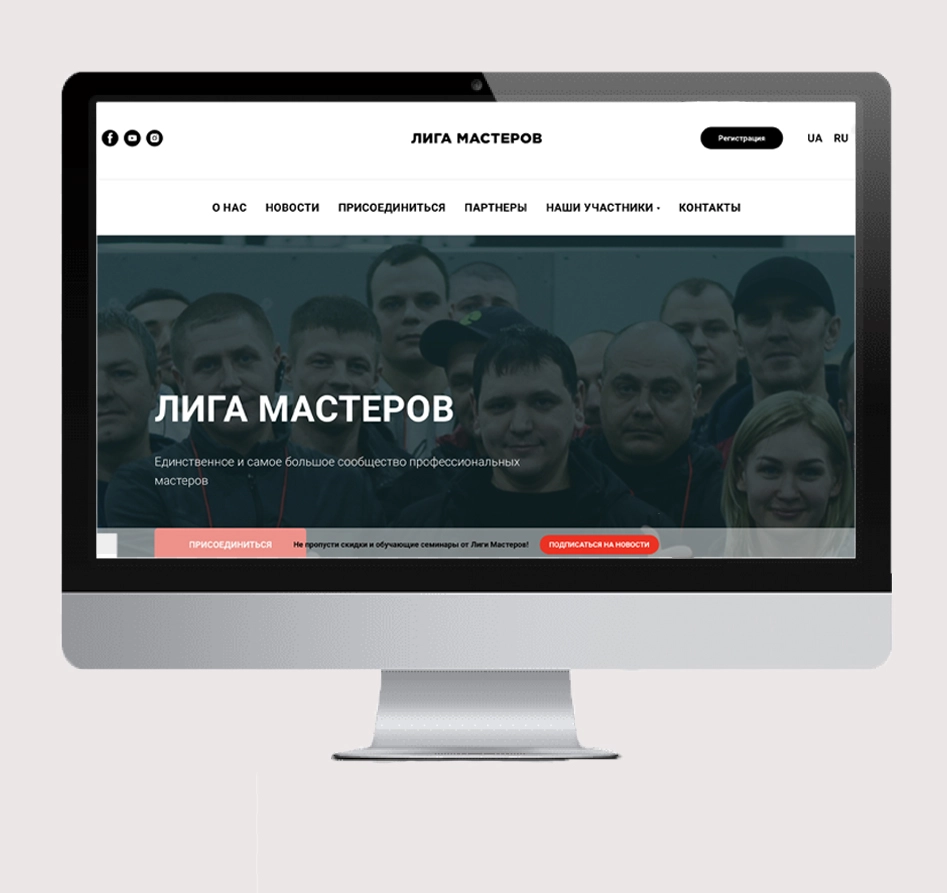 ЛИГА МАСТЕРОВ
Регистрация
UA RU
О НАС НОВОСТИ ПРИСОЕДИНИТЬСЯ ПАРТНЕРЫ НАШИ УЧАСТНИКИ КОНТАКТЫ
ЛИГА МАСТЕРОВ
Единственное и самое большое сообщество профессиональных
мастеров
ПРИСОЕДИНИТЬСЯ
Не пропусти скидки и обучающие семинары от Лиги Мастеров!
ПОДПИСАТЬСЯ НА НОВОСТИ